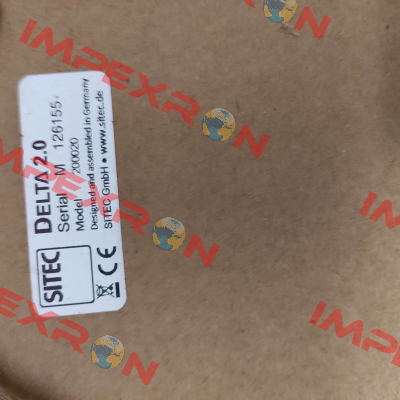 SITEC
DELTA 2.0
Serial M 126155
Model 200020
Designed and assembled in Germany
SITEC GmbH • www.sitec.de
CE
IMPEXRON
IMPEXRON
IMPEXRON
IMPEXRON